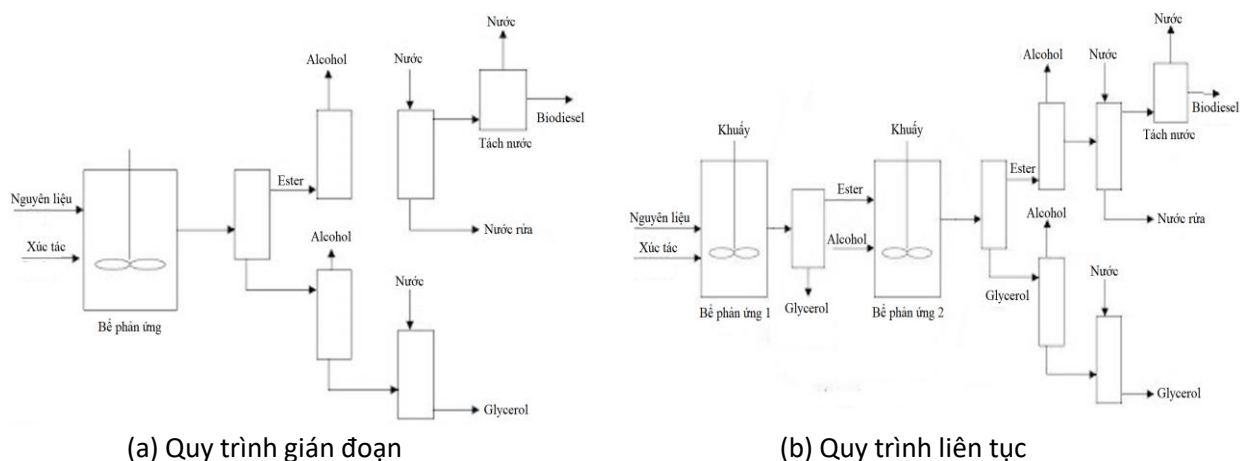 Nước
Alcohol
Nước
Biodiesel
Tách nước
Ester
Nguyên liệu
Xúc tác
Nước rửa
Alcohol
Nước
Bể phản ứng
Glycerol
(a) Quy trình gián đoạn
Nước
Alcohol
Nước
Biodiesel
Tách nước
Khuấy
Khuấy
Ester
Ester
Nguyên liệu
Alcohol
Xúc tác
Nước rửa
Alcohol
Nước
Glycerol
Glycerol
Bể phản ứng 1
Bể phản ứng 2
Glycerol
(b) Quy trình liên tục